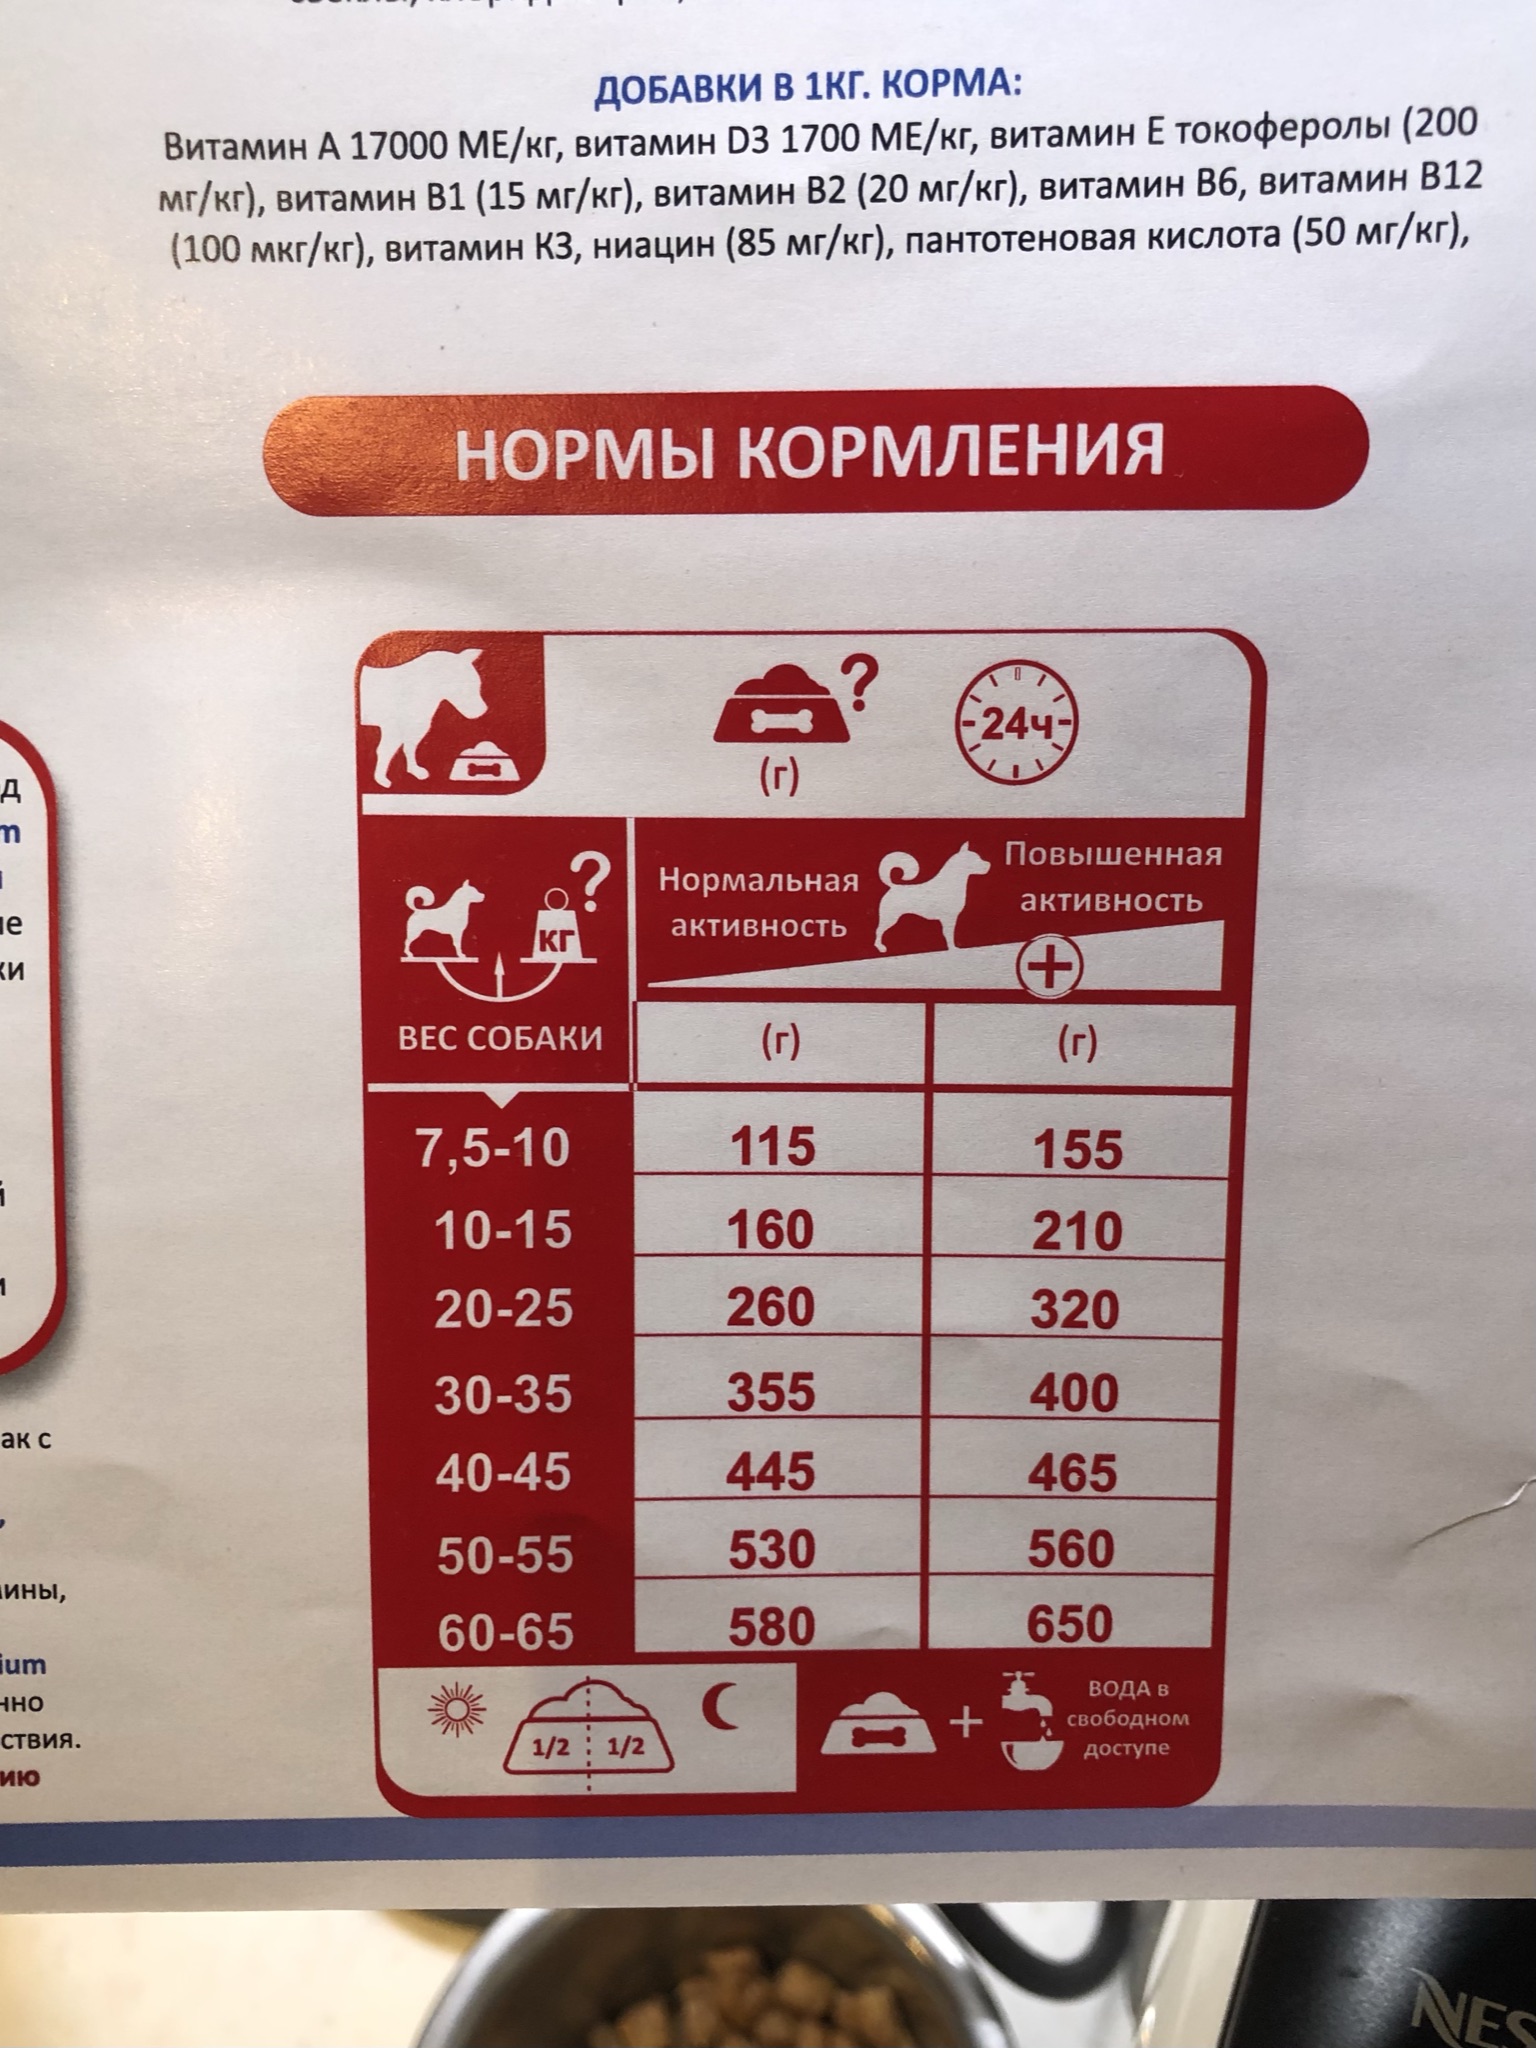 ДОБАВКИ В 1КГ. КОРМА:
Витамин А 17000 МЕ/кг, витамин D3 1700 МЕ/кг, витамин Е токоферолы (200
мг/кг), витамин В1 (15 мг/кг), витамин В2 (20 мг/кг), витамин В6, витамин В12
(100 мкг/кг), витамин К3, ниацин (85 мг/кг), пантотеновая кислота (50 мг/кг),
НОРМЫ КОРМЛЕНИЯ
?
(г)
24ч
?
КГ
ВЕС СОБАКИ
Нормальная
активность
Повышенная
активность
+
(г) (г)
7,5-10 115 155
10-15 160 210
20-25 260 320
30-35 355 400
40-45 445 465
50-55 530 560
60-65 580 650
1/2 1/2
+
ВОДА в
свободном
доступе
ак с
ствия.